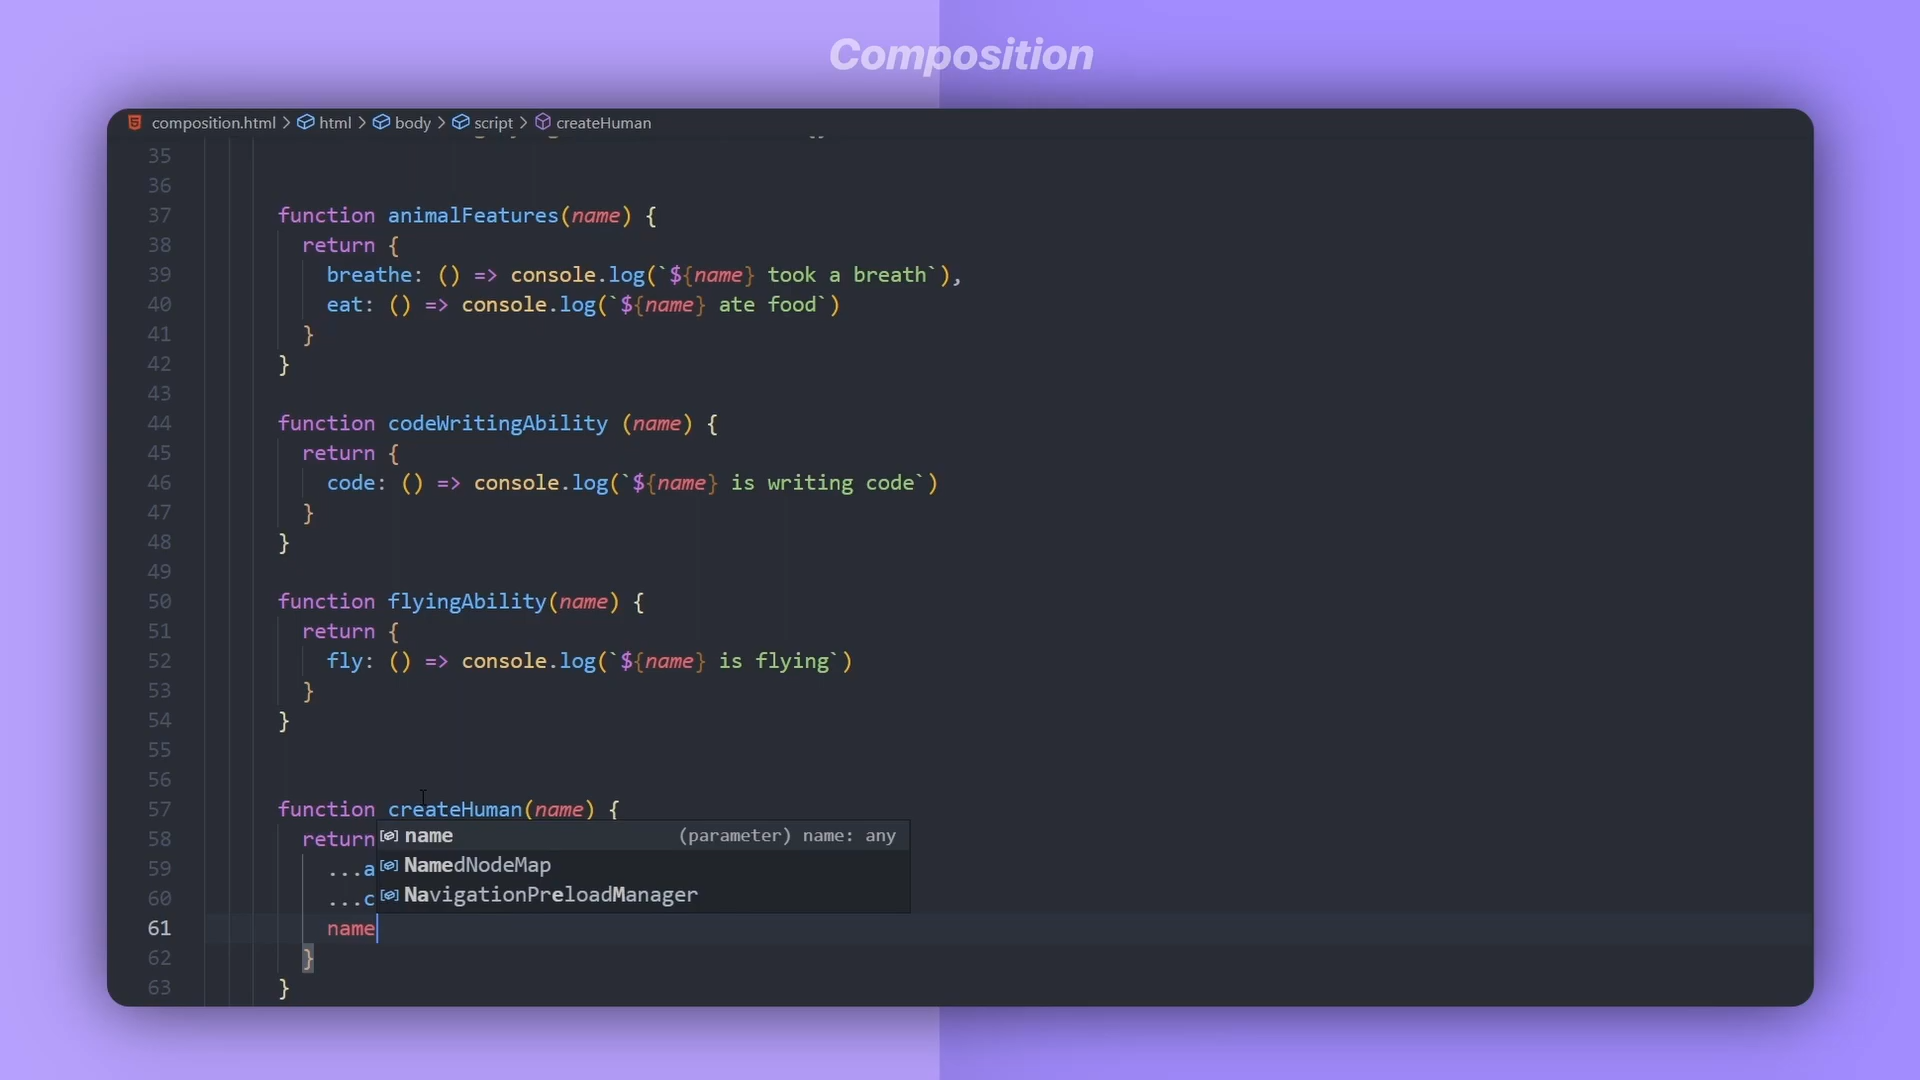 Composition
composition.html > html > body > script > createHuman
35
36
37 function animalFeatures(name) {
38 return {
39 breathe: () => console.log(`${name} took a breath`),
40 eat: () => console.log(`${name} ate food`)
41 }
42 }
43
44 function codeWritingAbility (name) {
45 return {
46 code: () => console.log(`${name} is writing code`)
47 }
48 }
49
50 function flyingAbility(name) {
51 return {
52 fly: () => console.log(`${name} is flying`)
53 }
54 }
55
56
57 function createHuman(name) {
58 return name (parameter) name: any
59 ...a NamedNodeMap
60 ...c NavigationPreloadManager
61 name
62 }
63 }